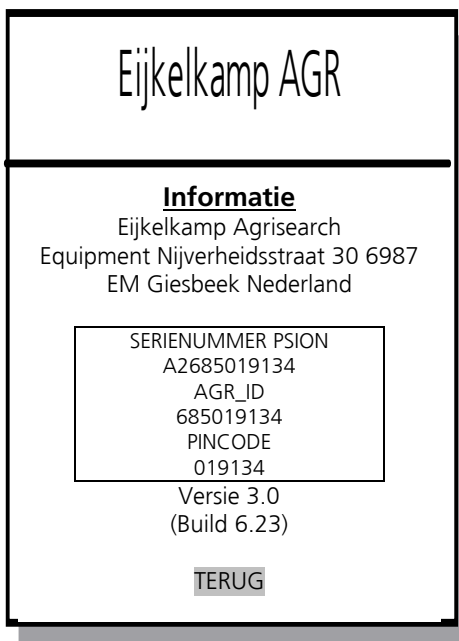 Eijkelkamp AGR
Informatie
Eijkelkamp Agrisearch
Equipment Nijverheidsstraat 30 6987
EM Giesbeek Nederland
SERIENUMMER PSION
A2685019134
AGR_ID
685019134
PINCODE
019134
Versie 3.0
(Build 6.23)
TERUG